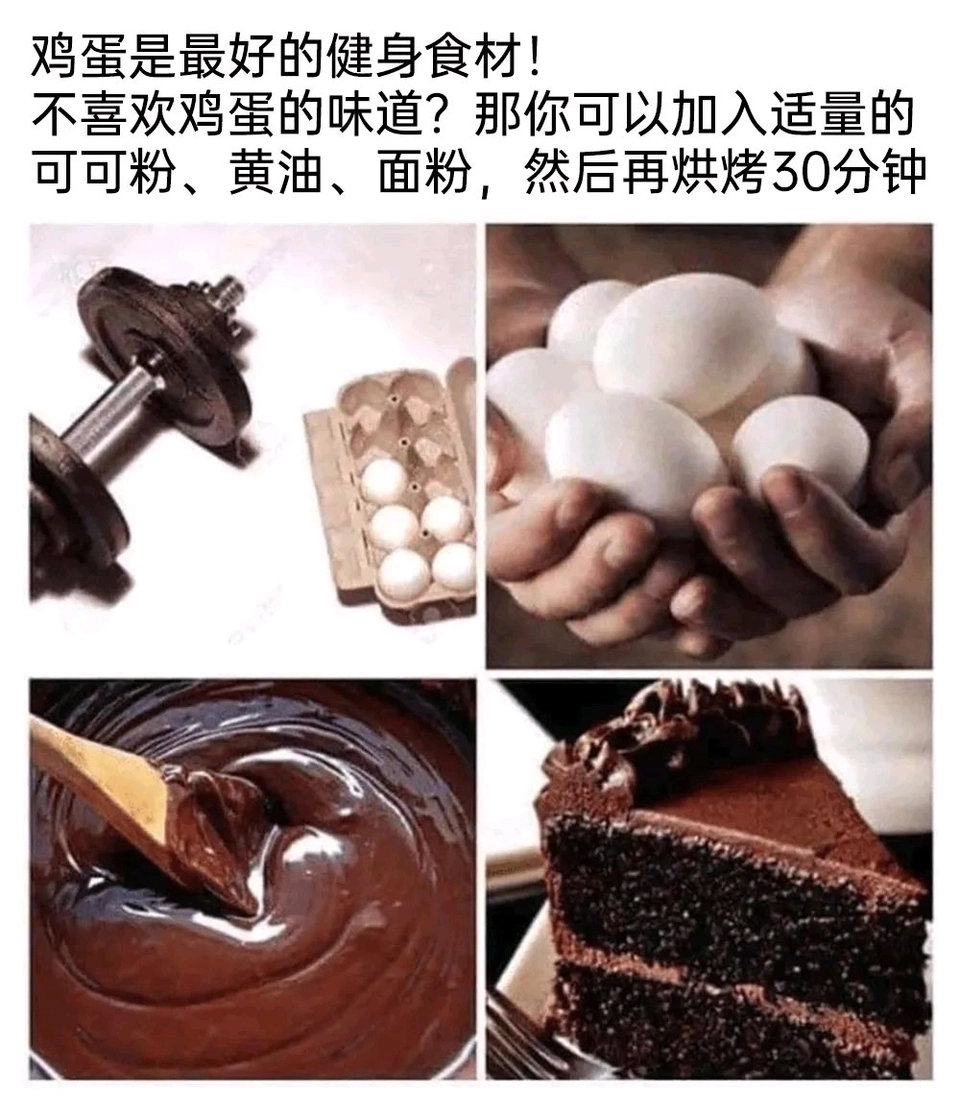 鸡蛋是最好的健身食材！
不喜欢鸡蛋的味道？那你可以加入适量的
可可粉、黄油、面粉，然后再烘烤30分钟